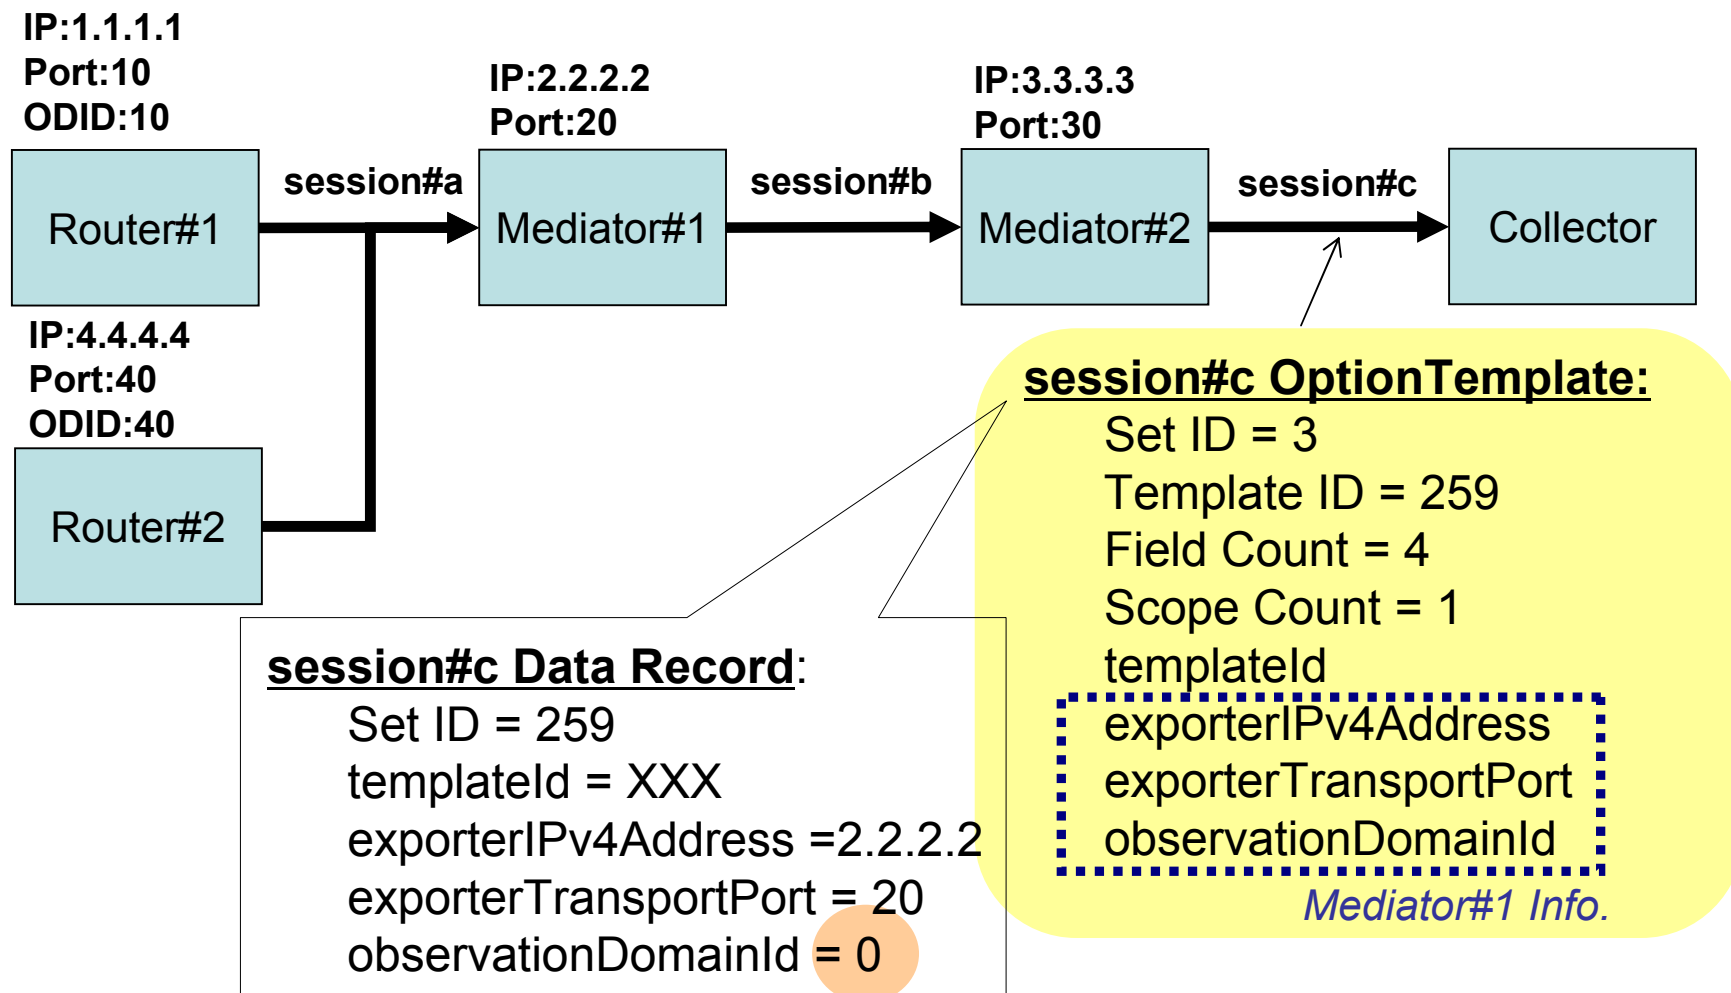 IP:1.1.1.1
Port:10
ODID:10
IP:2.2.2.2
Port:20
IP:3.3.3.3
Port:30
session#a
session#b
session#c
Router#1
Mediator#1
Mediator#2
Collector
IP:4.4.4.4
Port:40
ODID:40
Router#2
session#c OptionTemplate:
Set ID = 3
Template ID = 259
Field Count = 4
Scope Count = 1
templateId
exporterIPv4Address
exporterTransportPort
observationDomainId
Mediator#1 Info.
session#c Data Record:
Set ID = 259
templateId = XXX
exporterIPv4Address =2.2.2.2
exporterTransportPort = 20
observationDomainId = 0